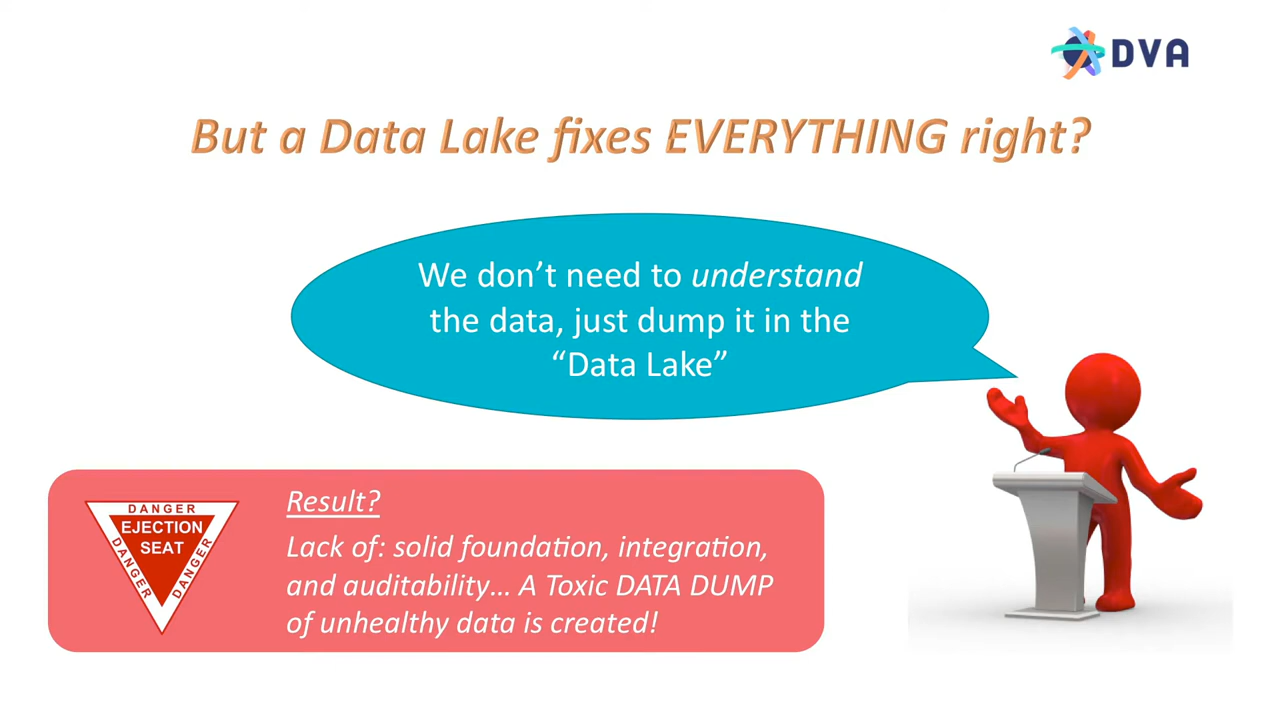 DVA
But a Data Lake fixes EVERYTHING right?
We don’t need to understand
the data, just dump it in the
“Data Lake”
DANGER
EJECTION
SEAT
DANGER
DANGER
Result?
Lack of: solid foundation, integration,
and auditability... A Toxic DATA DUMP
of unhealthy data is created!